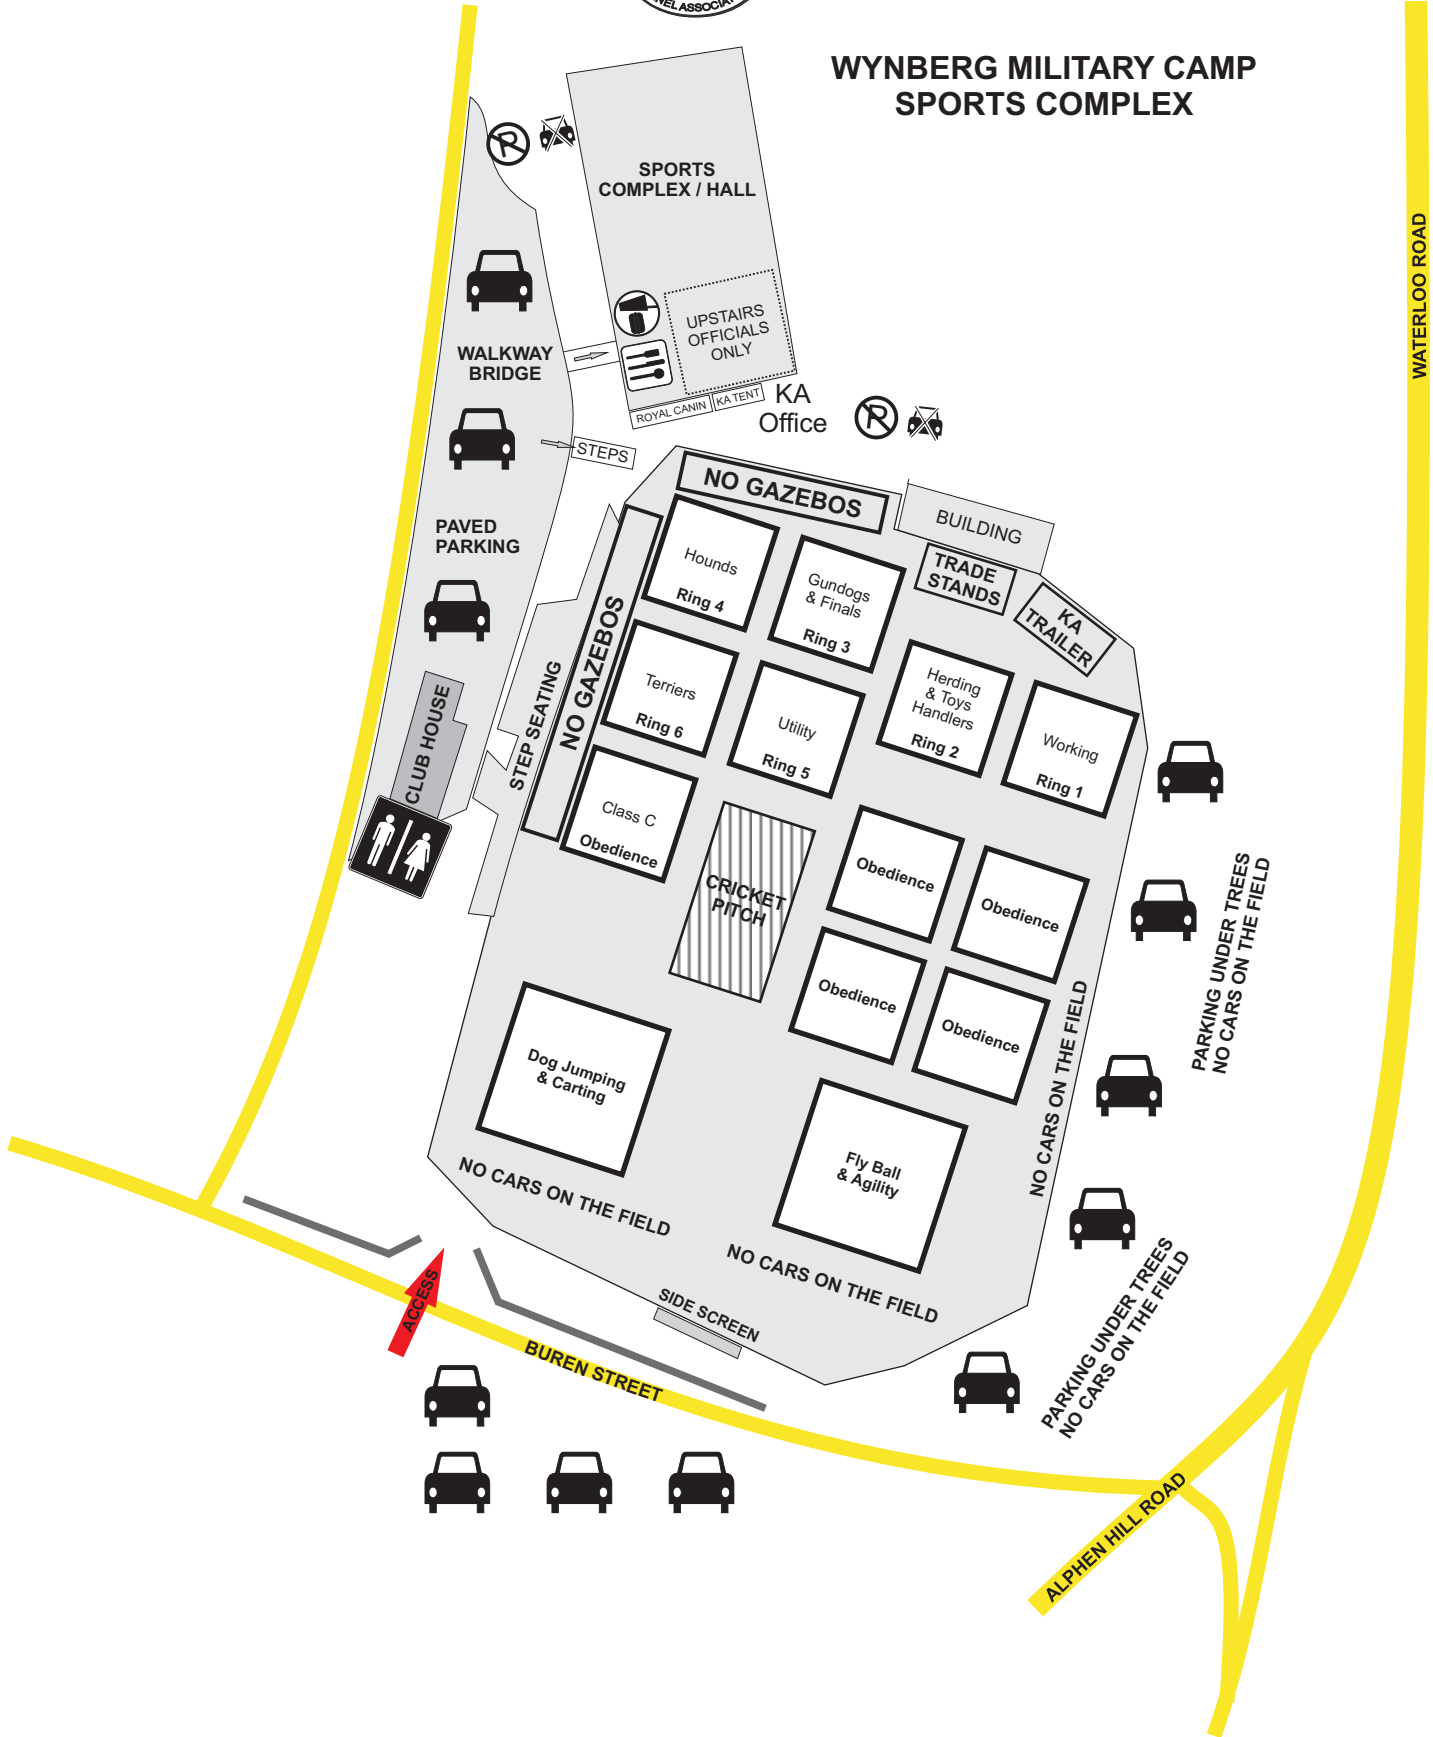 NEL ASSOCIAT
WYNBERG MILITARY CAMP
SPORTS COMPLEX
P
SPORTS
COMPLEX / HALL
WATERLOO ROAD
UPSTAIRS
OFFICIALS
ONLY
WALKWAY
BRIDGE
ROYAL CANIN
KA TENT
KA
Office
P
STEPS
NO GAZEBOS
BUILDING
PAVED
PARKING
TRADE
STANDS
KA
TRAILER
Hounds
Ring 4
Gundogs
& Finals
Ring 3
NO GAZEBOS
STEP SEATING
Terriers
Ring 6
Utility
Ring 5
Herding
& Toys
Handlers
Ring 2
Working
Ring 1
CLUB HOUSE
Class C
Obedience
CRICKET
PITCH
Obedience
Obedience
Obedience
Obedience
PARKING UNDER TREES
NO CARS ON THE FIELD
NO CARS ON THE FIELD
Dog Jumping
& Carting
Fly Ball
& Agility
NO CARS ON THE FIELD
NO CARS ON THE FIELD
SIDE SCREEN
ACCESS
BUREN STREET
PARKING UNDER TREES
NO CARS ON THE FIELD
ALPHEN HILL ROAD